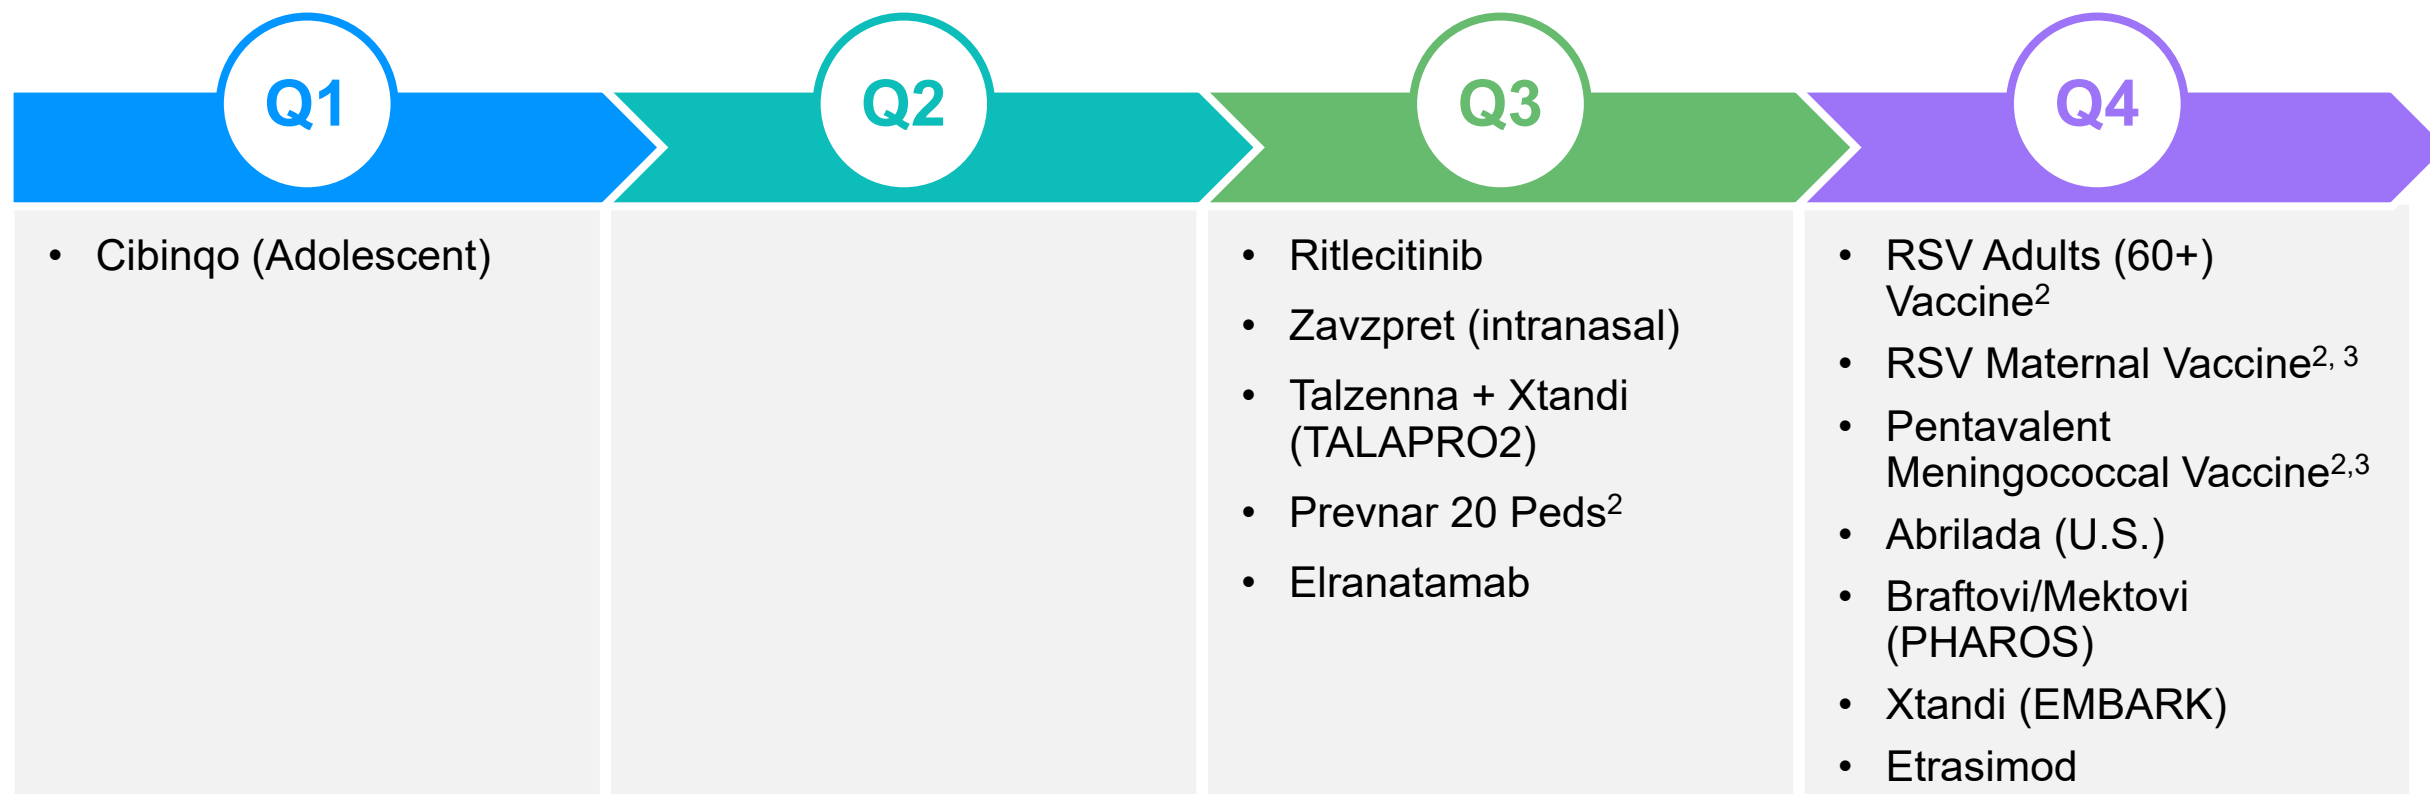 Q1
Q2
Q3
Q4
• Cibinqo (Adolescent)
• Ritlecitinib
• Zavzpret (intranasal)
• Talzenna + Xtandi
(TALAPRO2)
• Prevnar 20 Peds²
• Elranatamab
• RSV Adults (60+)
Vaccine²
• RSV Maternal Vaccine²˒ ³
• Pentavalent
Meningococcal Vaccine²˒³
• Abrilada (U.S.)
• Braftovi/Mektovi
(PHAROS)
• Xtandi (EMBARK)
• Etrasimod